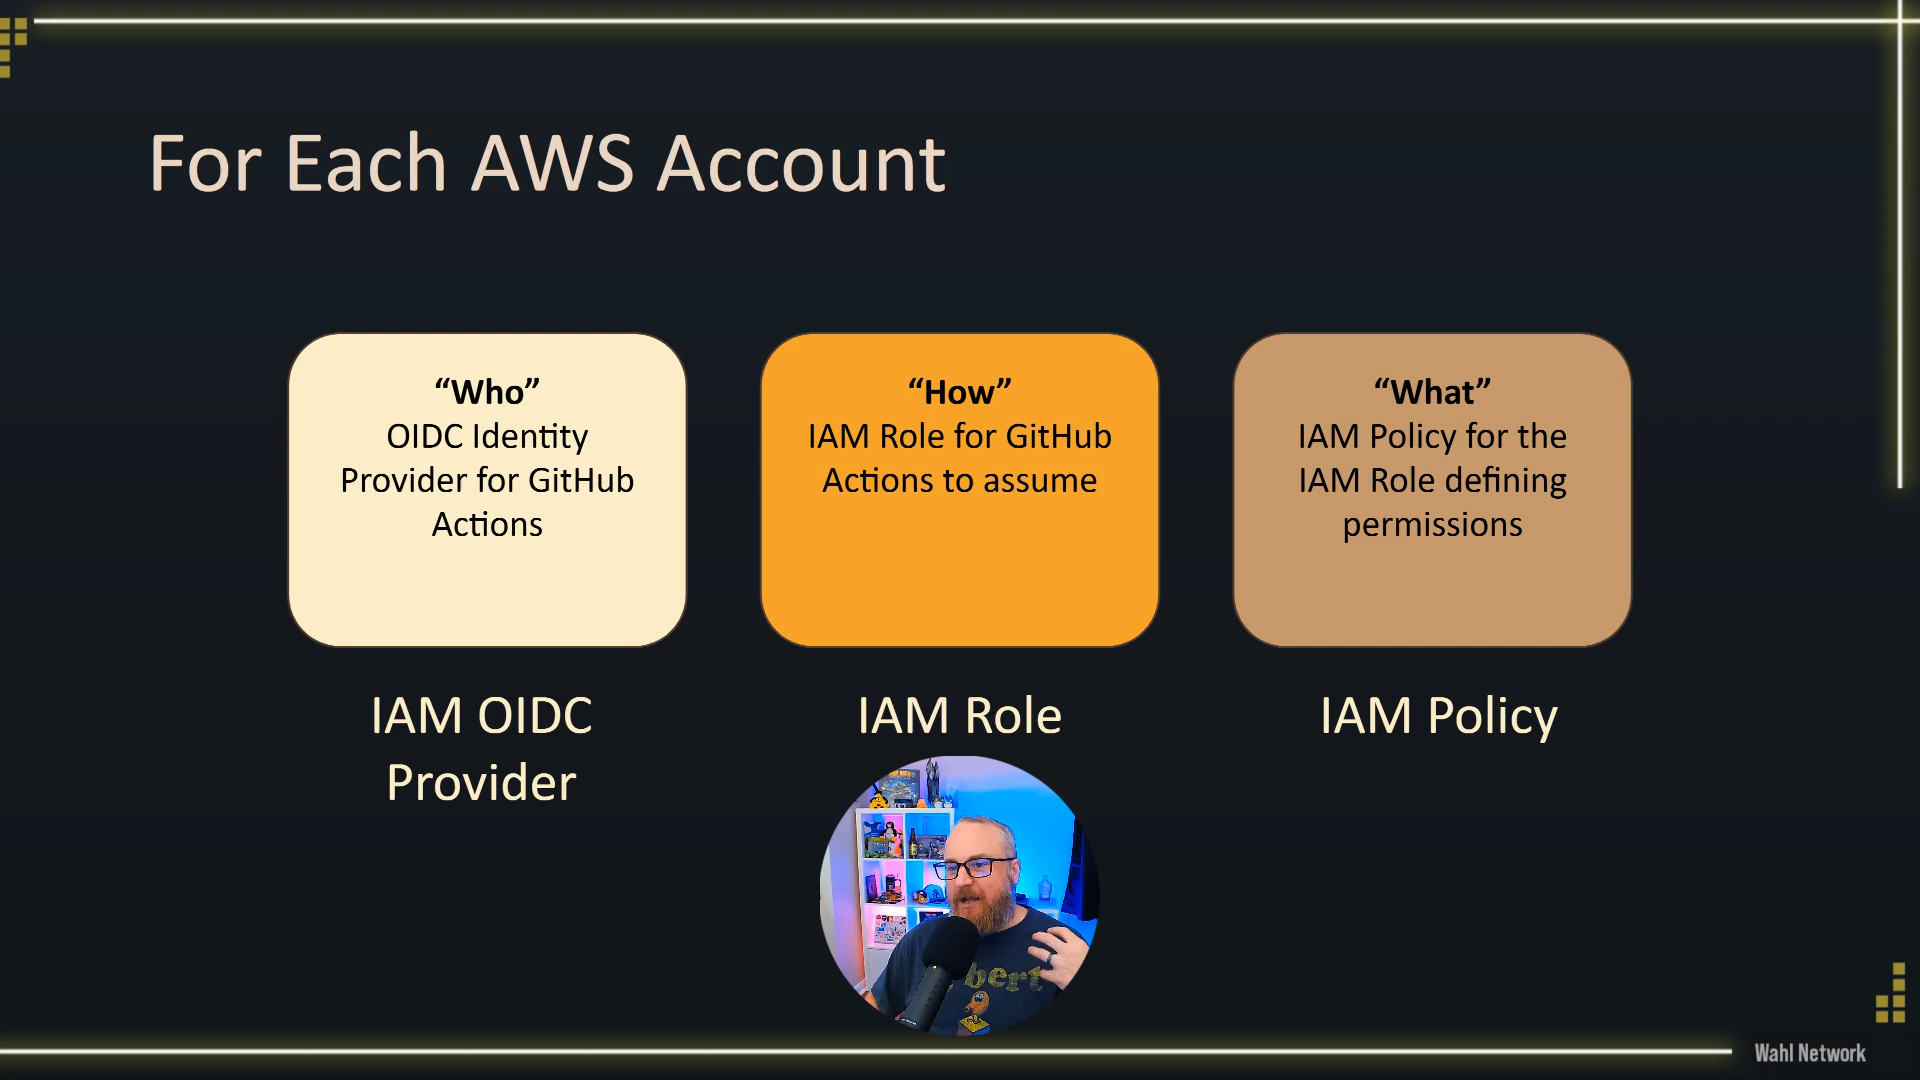 For Each AWS Account
“Who”
OIDC Identity
Provider for GitHub
Actions
“How”
IAM Role for GitHub
Actions to assume
“What”
IAM Policy for the
IAM Role defining
permissions
IAM OIDC
Provider
IAM Role
IAM Policy
bert
Wahl Network